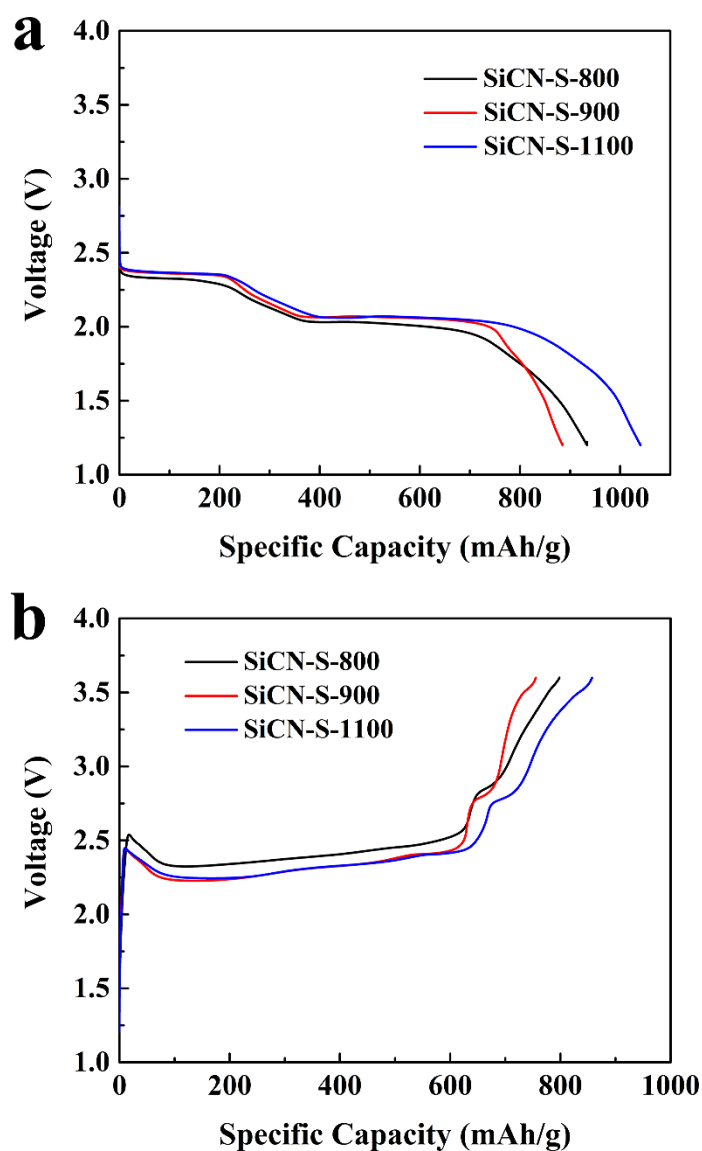 a
4.0
3.5
3.0
2.5
2.0
1.5
1.0
Voltage (V)
SiCN-S-800
SiCN-S-900
SiCN-S-1100
0 200 400 600 800 1000
Specific Capacity (mAh/g)
b
4.0
3.5
3.0
2.5
2.0
1.5
1.0
Voltage (V)
SiCN-S-800
SiCN-S-900
SiCN-S-1100
0 200 400 600 800 1000
Specific Capacity (mAh/g)